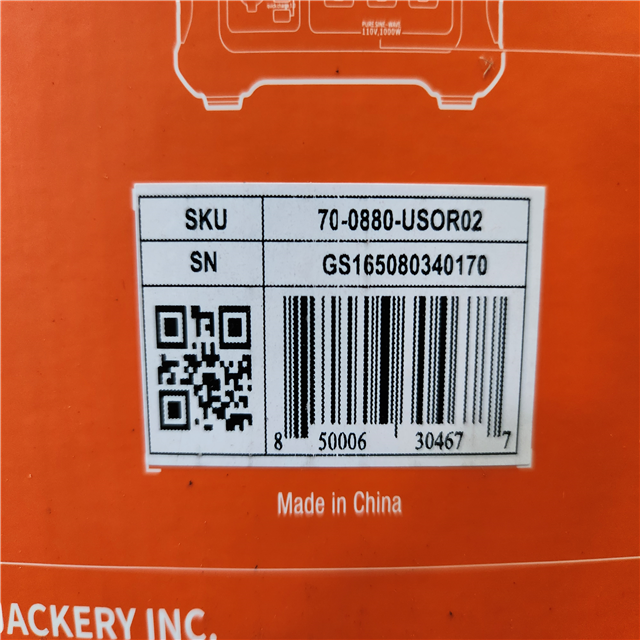 PURE SINE-WAVE
110V, 1000W
SKU 70-0880-USOR02
SN GS165080340170
8 50006 30467 7
Made in China
JACKERY INC.